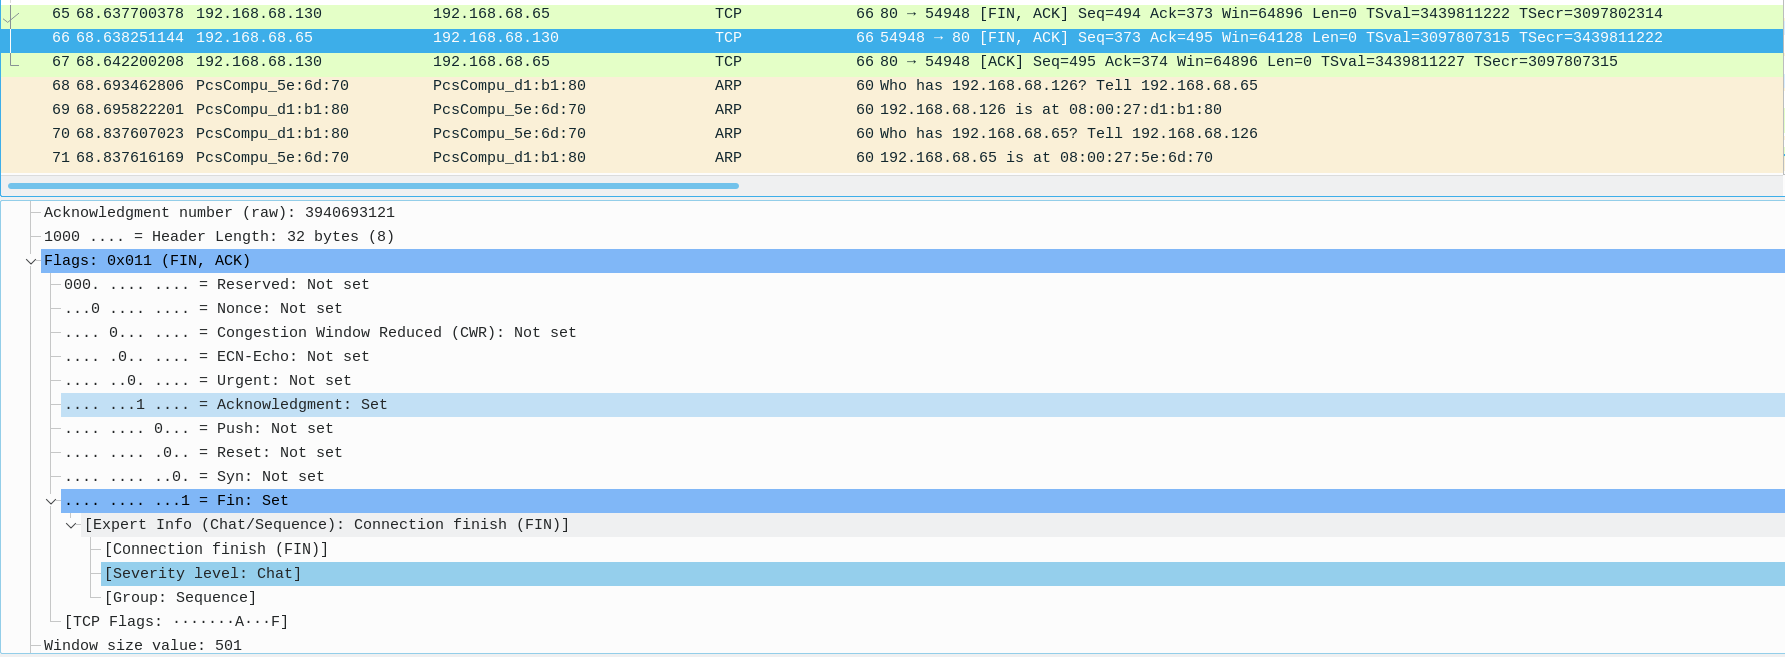 65 68.637700378 192.168.68.130 192.168.68.65 TCP 66 80 → 54948 [FIN, ACK] Seq=494 Ack=373 Win=64896 Len=0 TSval=3439811222 TSecr=3097802314
66 68.638251144 192.168.68.65 192.168.68.130 TCP 66 54948 → 80 [FIN, ACK] Seq=373 Ack=495 Win=64128 Len=0 TSval=3097807315 TSecr=3439811222
67 68.642200208 192.168.68.130 192.168.68.65 TCP 66 80 → 54948 [ACK] Seq=495 Ack=374 Win=64896 Len=0 TSval=3439811227 TSecr=3097807315
68 68.693462806 PcsCompu_5e:6d:70 PcsCompu_d1:b1:80 ARP 60 Who has 192.168.68.126? Tell 192.168.68.65
69 68.695822201 PcsCompu_d1:b1:80 PcsCompu_5e:6d:70 ARP 60 192.168.68.126 is at 08:00:27:d1:b1:80
70 68.837607023 PcsCompu_d1:b1:80 PcsCompu_5e:6d:70 ARP 60 Who has 192.168.68.65? Tell 192.168.68.126
71 68.837616169 PcsCompu_5e:6d:70 PcsCompu_d1:b1:80 ARP 60 192.168.68.65 is at 08:00:27:5e:6d:70
Acknowledgment number (raw): 3940693121
1000 .... = Header Length: 32 bytes (8)
Flags: 0x011 (FIN, ACK)
000. .... .... = Reserved: Not set
...0 .... .... = Nonce: Not set
.... 0... .... = Congestion Window Reduced (CWR): Not set
.... .0.. .... = ECN-Echo: Not set
.... ..0. .... = Urgent: Not set
.... ...1 .... = Acknowledgment: Set
.... .... 0... = Push: Not set
.... .... .0.. = Reset: Not set
.... .... ..0. = Syn: Not set
.... .... ...1 = Fin: Set
[Expert Info (Chat/Sequence): Connection finish (FIN)]
[Connection finish (FIN)]
[Severity level: Chat]
[Group: Sequence]
[TCP Flags: ·······A···F]
Window size value: 501